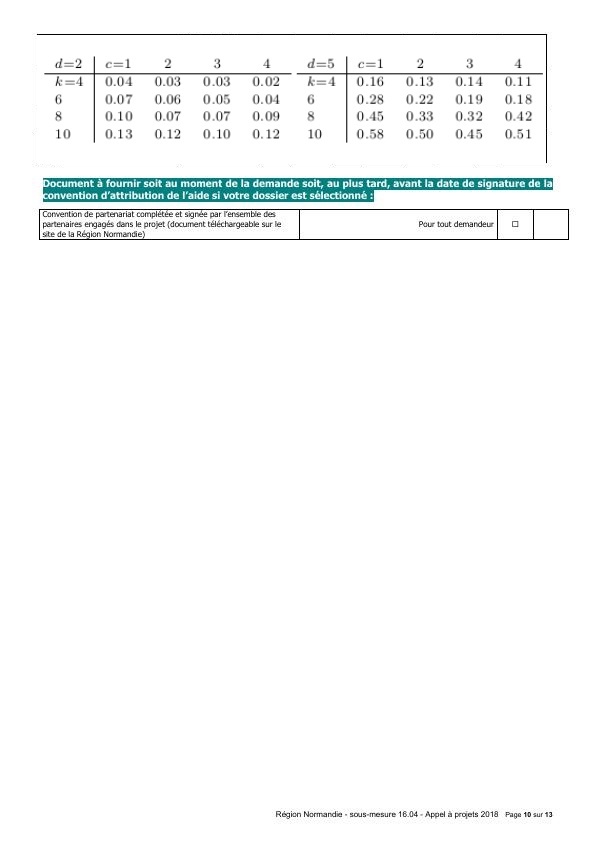 d=2 c=1 2 3 4 d=5 c=1 2 3 4
k=4 0.04 0.03 0.03 0.02 k=4 0.16 0.13 0.14 0.11
6 0.07 0.06 0.05 0.04 6 0.28 0.22 0.19 0.18
8 0.10 0.07 0.07 0.09 8 0.45 0.33 0.32 0.42
10 0.13 0.12 0.10 0.12 10 0.58 0.50 0.45 0.51
Document à fournir soit au moment de la demande soit, au plus tard, avant la date de signature de la
convention d’attribution de l’aide si votre dossier est sélectionné :
Convention de partenariat complétée et signée par l’ensemble des
partenaires engagés dans le projet (document téléchargeable sur le
site de la Région Normandie)
Pour tout demandeur ☐
Région Normandie - sous-mesure 16.04 - Appel à projets 2018 Page 10 sur 13